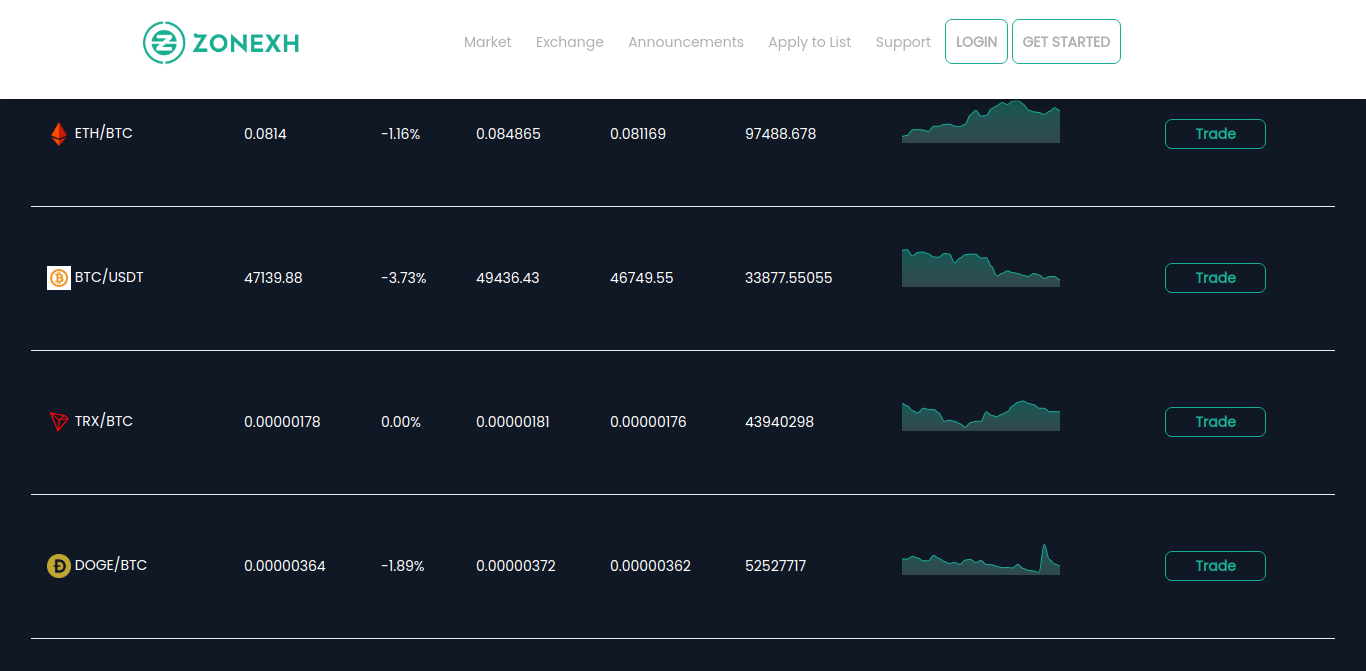 ZONEXH Market Exchange Announcements Apply to List Support LOGIN GET STARTED
ETH/BTC 0.0814 -1.16% 0.084865 0.081169 97488.678 Trade
BTC/USDT 47139.88 -3.73% 49436.43 46749.55 33877.55055 Trade
TRX/BTC 0.00000178 0.00% 0.00000181 0.00000176 43940298 Trade
DOGE/BTC 0.00000364 -1.89% 0.00000372 0.00000362 52527717 Trade